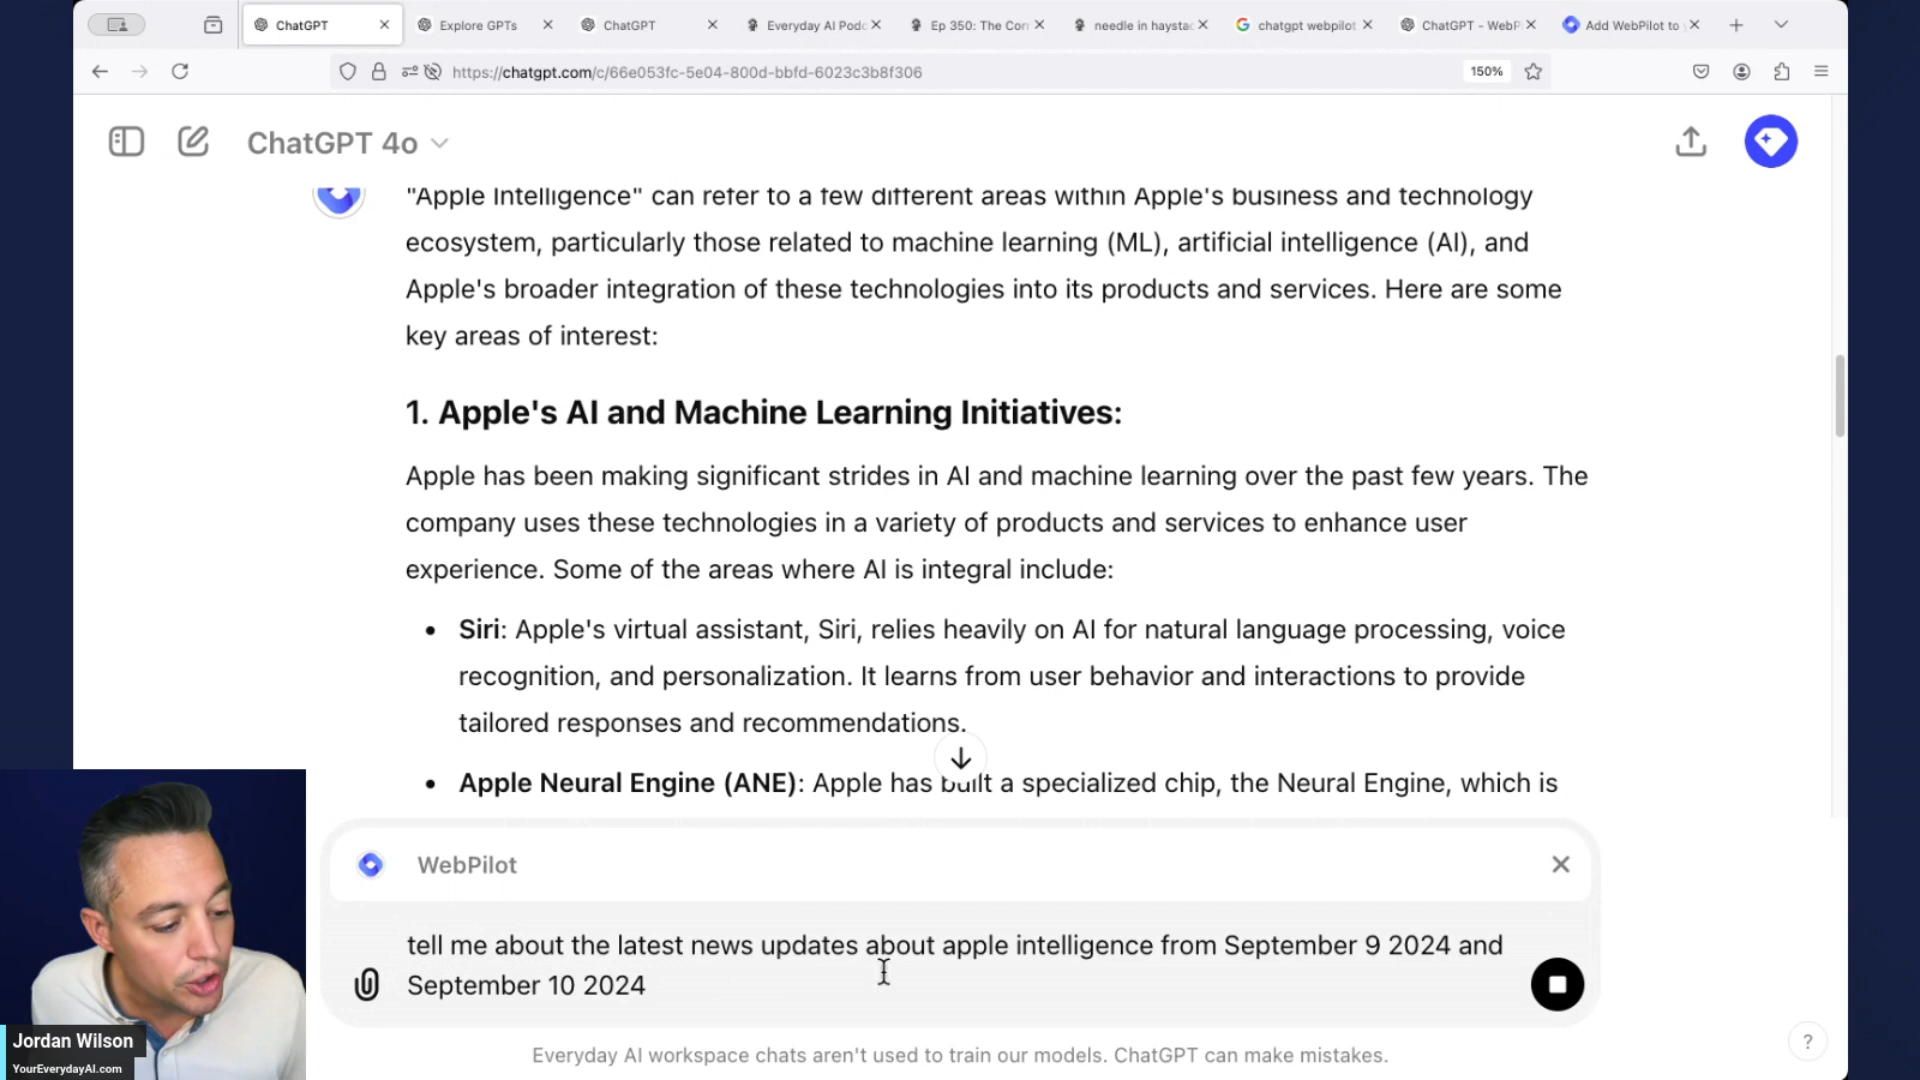 ChatGPT
Explore GPTs
ChatGPT
Everyday AI Podc
Ep 350: The Corr
needle in haystac
chatgpt webpilot
ChatGPT - WebP
Add WebPilot to
https://chatgpt.com/c/66e053fc-5e04-800d-bbfd-6023c3b8f306
150%
ChatGPT 4o
"Apple Intelligence" can refer to a few different areas within Apple's business and technology
ecosystem, particularly those related to machine learning (ML), artificial intelligence (AI), and
Apple's broader integration of these technologies into its products and services. Here are some
key areas of interest:
1. Apple's AI and Machine Learning Initiatives:
Apple has been making significant strides in AI and machine learning over the past few years. The
company uses these technologies in a variety of products and services to enhance user
experience. Some of the areas where AI is integral include:
• Siri: Apple's virtual assistant, Siri, relies heavily on AI for natural language processing, voice
recognition, and personalization. It learns from user behavior and interactions to provide
tailored responses and recommendations.
• Apple Neural Engine (ANE): Apple has built a specialized chip, the Neural Engine, which is
WebPilot
tell me about the latest news updates about apple intelligence from September 9 2024 and
September 10 2024
Everyday AI workspace chats aren't used to train our models. ChatGPT can make mistakes.
?
Jordan Wilson
YourEverydayAI.com